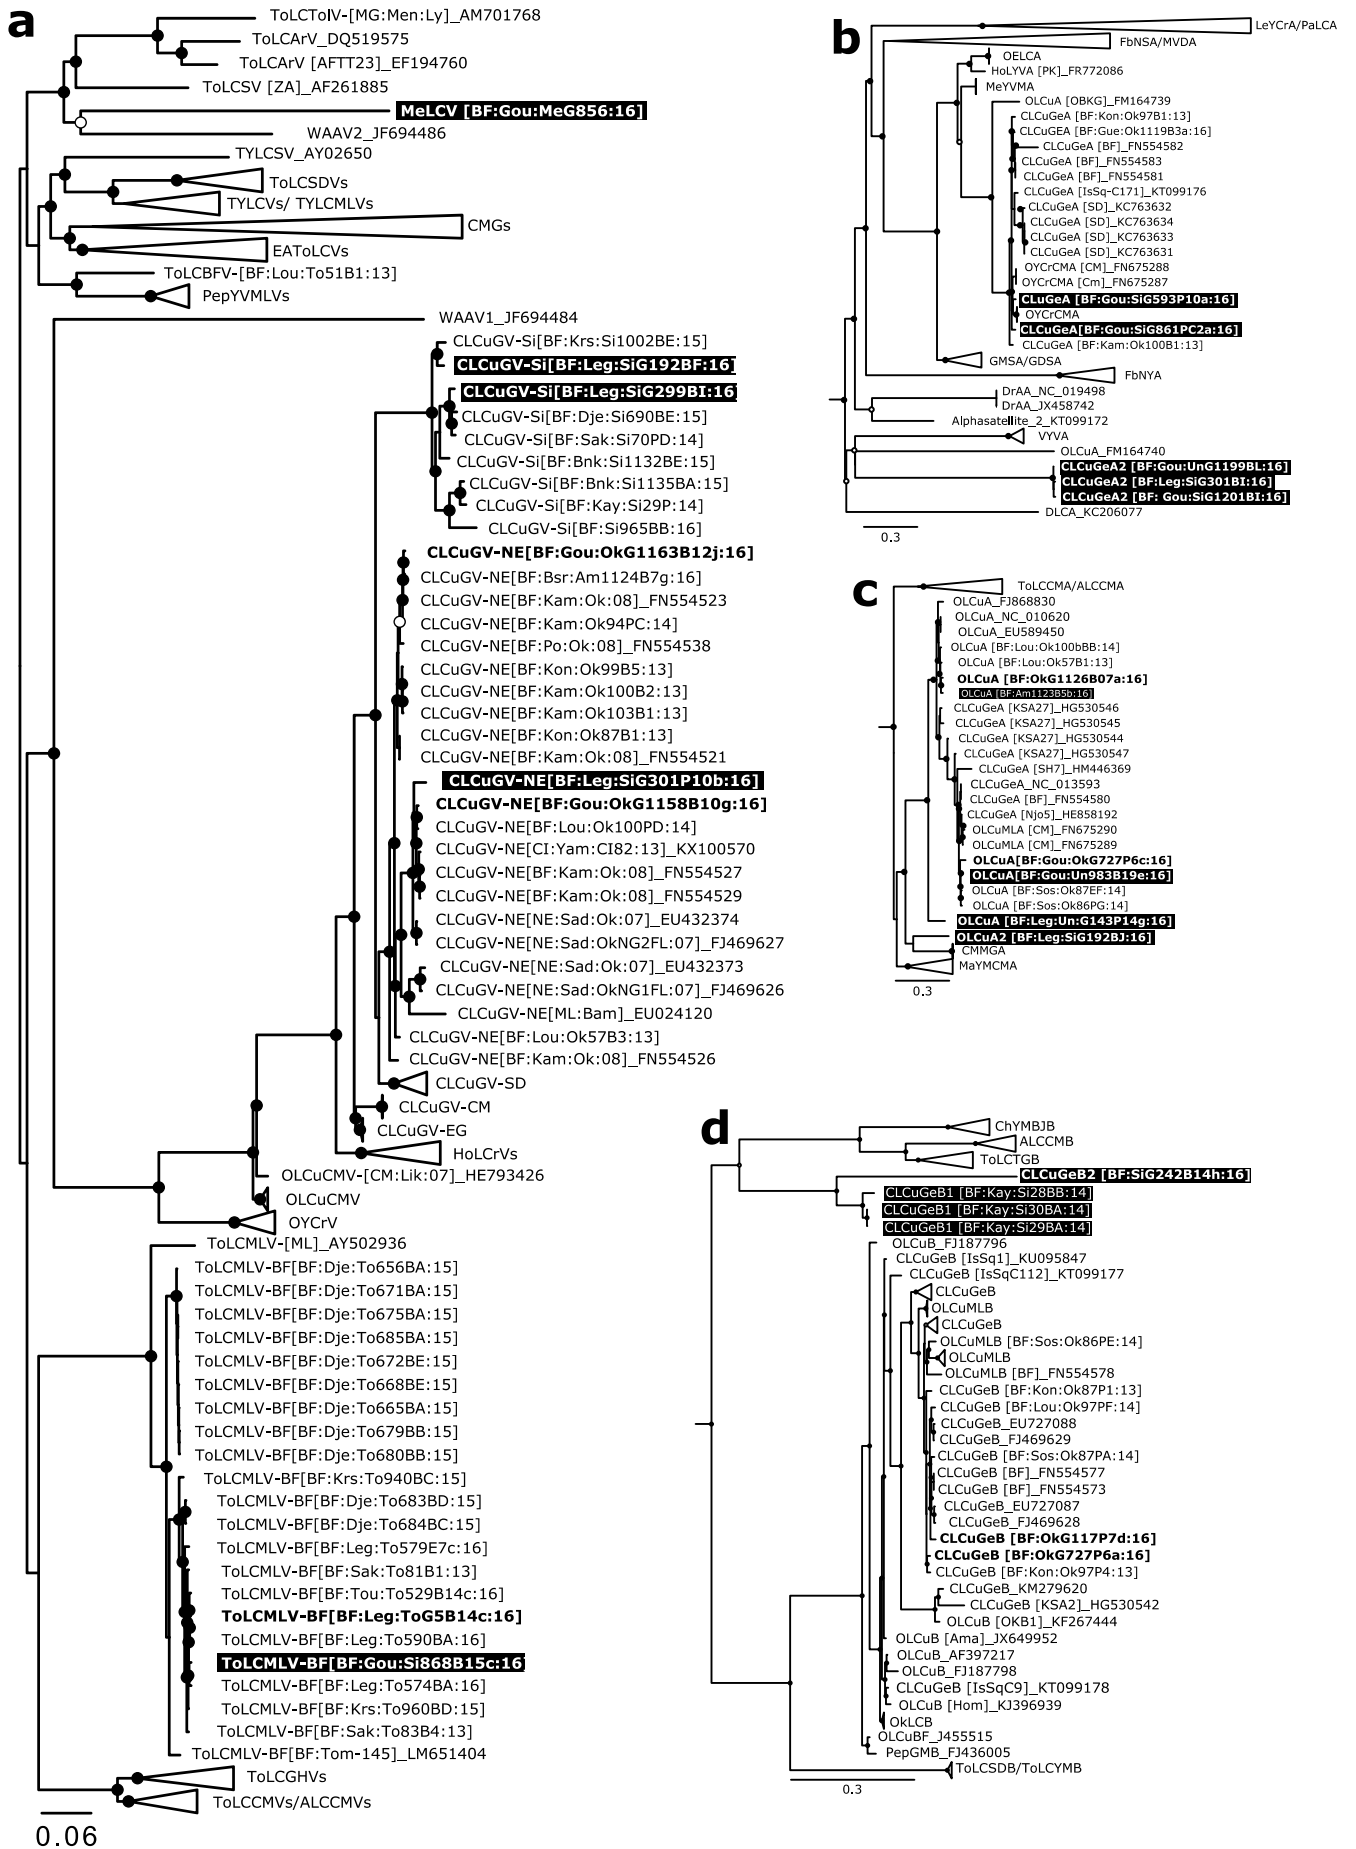 a
ToLCToIV-[MG:Men:Ly]_AM701768
ToLCArV_DQ519575
ToLCArV [AFTT23]_EF194760
ToLCSV [ZA]_AF261885
MeLCV [BF:Gou:MeG856:16]
WAAV2_JF694486
TYLCSV_AY02650
ToLCSDVs
TYLCVs/ TYLCMLVs
CMGs
EAToLCVs
ToLCBFV-[BF:Lou:To51B1:13]
PepYVMLVs
WAAV1_JF694484
CLCuGV-Si[BF:Krs:Si1002BE:15]
CLCuGV-Si[BF:Leg:SiG192BF:16]
CLCuGV-Si[BF:Leg:SiG299BI:16
CLCuGV-Si[BF:Dje:Si690BE:15]
CLCuGV-Si[BF:Sak:Si70PD:14]
CLCuGV-Si[BF:Bnk:Si1132BE:15]
CLCuGV-Si[BF:Bnk:Si1135BA:15]
CLCuGV-Si[BF:Kay:Si29P:14]
CLCuGV-Si[BF:Si965BB:16]
CLCuGV-NE[BF:Gou:OkG1163B12j:16]
CLCuGV-NE[BF:Bsr:Am1124B7g:16]
CLCuGV-NE[BF:Kam:Ok:08]_FN554523
CLCuGV-NE[BF:Kam:Ok94PC:14]
CLCuGV-NE[BF:Po:Ok:08]_FN554538
CLCuGV-NE[BF:Kon:Ok99B5:13]
CLCuGV-NE[BF:Kam:Ok100B2:13]
CLCuGV-NE[BF:Kam:Ok103B1:13]
CLCuGV-NE[BF:Kon:Ok87B1:13]
CLCuGV-NE[BF:Kam:Ok:08]_FN554521
CLCuGV-NE[BF:Leg:SiG301P10b:16]
CLCuGV-NE[BF:Gou:OkG1158B10g:16]
CLCuGV-NE[BF:Lou:Ok100PD:14]
CLCuGV-NE[CI:Yam:CI82:13]_KX100570
CLCuGV-NE[BF:Kam:Ok:08]_FN554527
CLCuGV-NE[BF:Kam:Ok:08]_FN554529
CLCuGV-NE[NE:Sad:Ok:07]_EU432374
CLCuGV-NE[NE:Sad:OkNG2FL:07]_FJ469627
CLCuGV-NE[NE:Sad:Ok:07]_EU432373
CLCuGV-NE[NE:Sad:OkNG1FL:07]_FJ469626
CLCuGV-NE[ML:Bam]_EU024120
CLCuGV-NE[BF:Lou:Ok57B3:13]
CLCuGV-NE[BF:Kam:Ok:08]_FN554526
CLCuGV-SD
CLCuGV-CM
CLCuGV-EG
HoLCrVs
OLCuCMV-[CM:Lik:07]_HE793426
OLCuCMV
OYCrV
ToLCMLV-[ML]_AY502936
ToLCMLV-BF[BF:Dje:To656BA:15]
ToLCMLV-BF[BF:Dje:To671BA:15]
ToLCMLV-BF[BF:Dje:To675BA:15]
ToLCMLV-BF[BF:Dje:To685BA:15]
ToLCMLV-BF[BF:Dje:To672BE:15]
ToLCMLV-BF[BF:Dje:To668BE:15]
ToLCMLV-BF[BF:Dje:To665BA:15]
ToLCMLV-BF[BF:Dje:To679BB:15]
ToLCMLV-BF[BF:Dje:To680BB:15]
ToLCMLV-BF[BF:Krs:To940BC:15]
ToLCMLV-BF[BF:Dje:To683BD:15]
ToLCMLV-BF[BF:Dje:To684BC:15]
ToLCMLV-BF[BF:Leg:To579E7c:16]
ToLCMLV-BF[BF:Sak:To81B1:13]
ToLCMLV-BF[BF:Tou:To529B14c:16]
ToLCMLV-BF[BF:Leg:ToG5B14c:16]
ToLCMLV-BF[BF:Leg:To590BA:16]
ToLCMLV-BF[BF:Gou:Si868B15c:16]
ToLCMLV-BF[BF:Leg:To574BA:16]
ToLCMLV-BF[BF:Krs:To960BD:15]
ToLCMLV-BF[BF:Sak:To83B4:13]
ToLCMLV-BF[BF:Tom-145]_LM651404
ToLCGHVs
ToLCCMVs/ALCCMVs
0.06
b
LeYCrA/PaLCA
FbNSA/MVDA
OELCA
HoLYVA [PK]_FR772086
MeYVMA
OLCuA [OBKG]_FM164739
CLCuGeA [BF:Kon:Ok97B1:13]
CLCuGEA [BF:Gue:Ok1119B3a:16]
CLCuGeA [BF]_FN554582
CLCuGeA [BF]_FN554583
CLCuGeA [BF]_FN554581
CLCuGeA [IsSq-C171]_KT099176
CLCuGeA [SD]_KC763632
CLCuGeA [SD]_KC763634
CLCuGeA [SD]_KC763633
CLCuGeA [SD]_KC763631
OYCrCMA [CM]_FN675288
OYCrCMA [Cm]_FN675287
CLuGeA [BF:Gou:SiG593P10a:16]
OYCrCMA
CLCuGeA[BF:Gou:SiG861PC2a:16]
CLCuGeA [BF:Kam:Ok100B1:13]
GMSA/GDSA
FbNYA
DrAA_NC_019498
DrAA_JX458742
Alphasatellite_2_KT099172
VYVA
OLCuA_FM164740
CLCuGeA2 [BF:Gou:UnG1199BL:16]
CLCuGeA2 [BF:Leg:SiG301BI:16]
CLCuGeA2 [BF: Gou:SiG1201BI:16]
DLCA_KC206077
0.3
c
ToLCCMA/ALCCMA
OLCuA_FJ868830
OLCuA_NC_010620
OLCuA_EU589450
OLCuA [BF:Lou:Ok100bBB:14]
OLCuA [BF:Lou:Ok57B1:13]
OLCuA [BF:OkG1126B07a:16]
OLCuA [BF:Am1123B5b:16]
CLCuGeA [KSA27]_HG530546
CLCuGeA [KSA27]_HG530545
CLCuGeA [KSA27]_HG530544
CLCuGeA [KSA27]_HG530547
CLCuGeA [SH7]_HM446369
CLCuGeA_NC_013593
CLCuGeA [BF]_FN554580
CLCuGeA [Njo5]_HE858192
OLCuMLA [CM]_FN675290
OLCuMLA [CM]_FN675289
OLCuA[BF:Gou:OkG727P6c:16]
OLCuA[BF:Gou:Un983B19e:16]
OLCuA [BF:Sos:Ok87EF:14]
OLCuA [BF:Sos:Ok86PG:14]
OLCuA [BF:Leg:Un:G143P14g:16]
OLCuA2 [BF:Leg:SiG192BJ:16]
CMMGA
MaYMCMA
0.3
d
ChYMBJB
ALCCMB
ToLCTGB
CLCuGeB2 [BF:SiG242B14h:16]
CLCuGeB1 [BF:Kay:Si28BB:14]
CLCuGeB1 [BF:Kay:Si30BA:14]
CLCuGeB1 [BF:Kay:Si29BA:14]
OLCuB_FJ187796
CLCuGeB [IsSq1]_KU095847
CLCuGeB [IsSqC112]_KT099177
CLCuGeB
OLCuMLB
CLCuGeB
OLCuMLB [BF:Sos:Ok86PE:14]
OLCuMLB
OLCuMLB [BF]_FN554578
CLCuGeB [BF:Kon:Ok87P1:13]
CLCuGeB [BF:Lou:Ok97PF:14]
CLCuGeB_EU727088
CLCuGeB_FJ469629
CLCuGeB [BF:Sos:Ok87PA:14]
CLCuGeB [BF]_FN554577
CLCuGeB [BF]_FN554573
CLCuGeB_EU727087
CLCuGeB_FJ469628
CLCuGeB [BF:OkG117P7d:16]
CLCuGeB [BF:OkG727P6a:16]
CLCuGeB [BF:Kon:Ok97P4:13]
CLCuGeB_KM279620
CLCuGeB [KSA2]_HG530542
OLCuB [OKB1]_KF267444
OLCuB [Ama]_JX649952
OLCuB_AF397217
OLCuB_FJ187798
CLCuGeB [IsSqC9]_KT099178
OLCuB [Hom]_KJ396939
OkLCB
OLCuBF_J455515
PepGMB_FJ436005
ToLCSDB/ToLCYMB
0.3